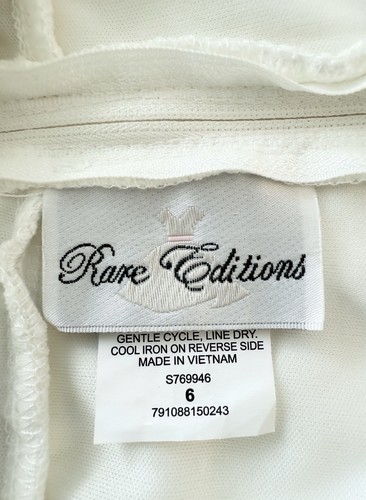 Rare Editions
GENTLE CYCLE, LINE DRY.
COOL IRON ON REVERSE SIDE
MADE IN VIETNAM
S769946
6
791088150243